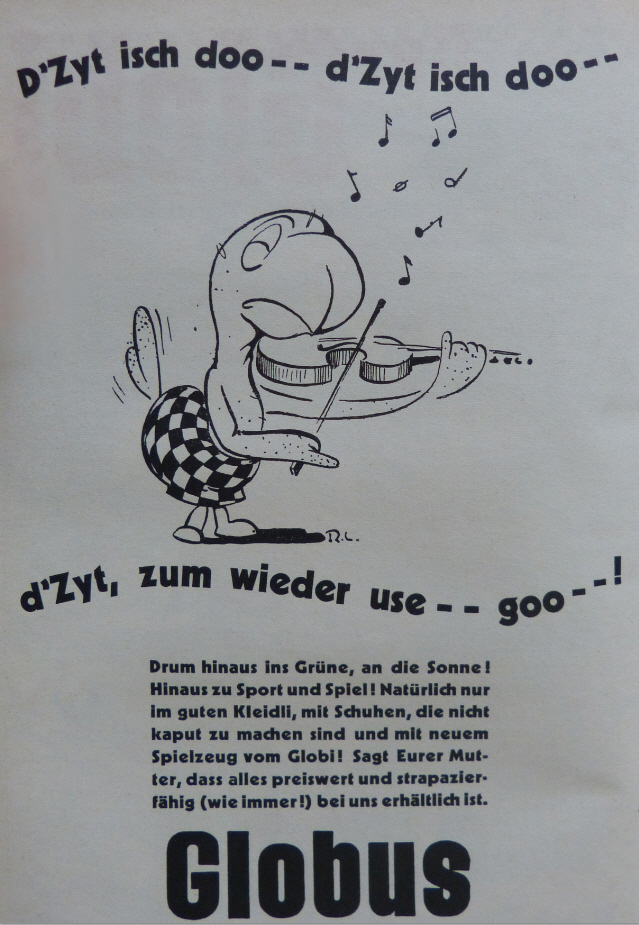 D'Zyt isch doo-- d'Zyt isch doo--
R.L.
d'Zyt, zum wieder use -- goo--!
Drum hinaus ins Grüne, an die Sonne!
Hinaus zu Sport und Spiel! Natürlich nur
im guten Kleidli, mit Schuhen, die nicht
kaput zu machen sind und mit neuem
Spielzeug vom Globi! Sagt Eurer Mut-
ter, dass alles preiswert und strapazier-
fähig (wie immer!) bei uns erhältlich ist.
Globus